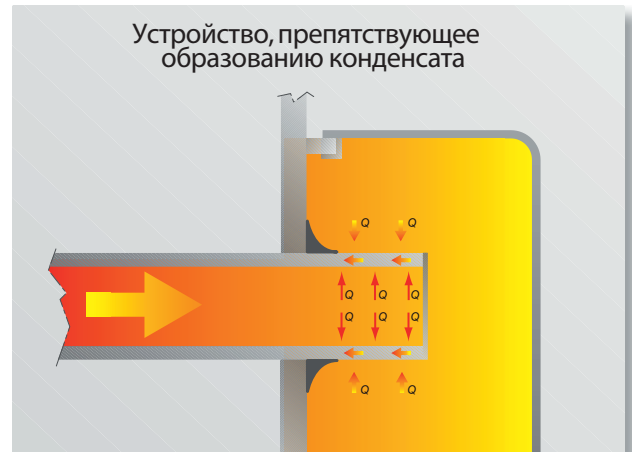 Устройство, препятствующее
образованию конденсата
Q Q
Q Q Q
Q Q Q
Q Q